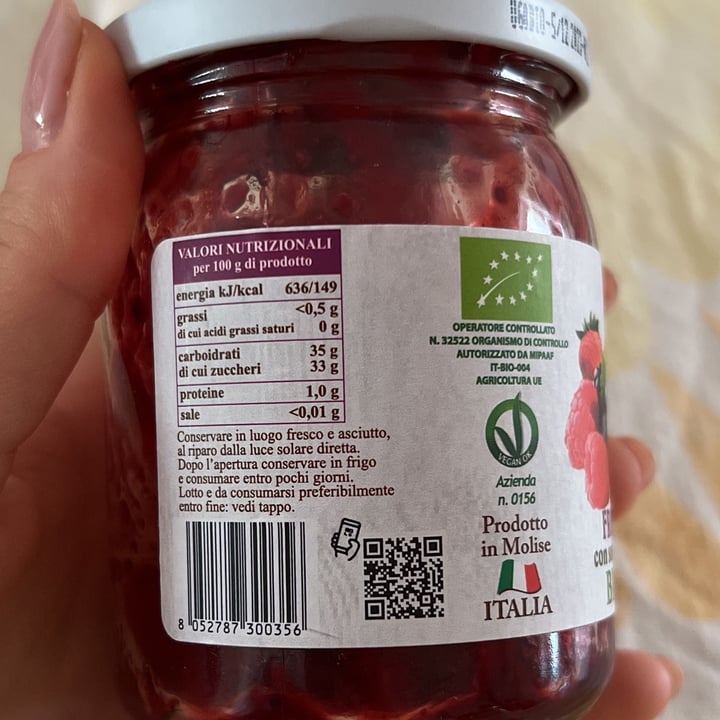 VALORI NUTRIZIONALI
per 100 g di prodotto
energia kJ/kcal 636/149
grassi <0,5 g
di cui acidi grassi saturi 0 g
carboidrati 35 g
di cui zuccheri 33 g
proteine 1,0 g
sale <0,01 g
Conservare in luogo fresco e asciutto,
al riparo dalla luce solare diretta.
Dopo l'apertura conservare in frigo
e consumare entro pochi giorni.
Lotto e da consumarsi preferibilmente
entro fine: vedi tappo.
8 052787 300356
OPERATORE CONTROLLATO
N. 32522 ORGANISMO DI CONTROLLO
AUTORIZZATO DA MIPAAF
IT-BIO-004
AGRICOLTURA UE
VEGAN OK
Azienda
n. 0156
Prodotto
in Molise
ITALIA